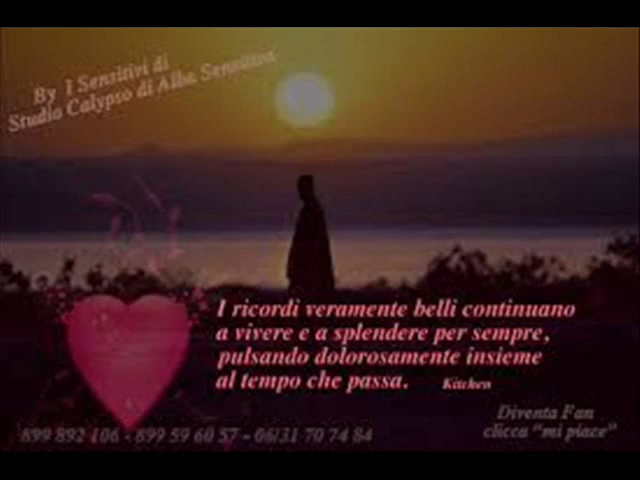 By I Sensitivi di
Studio Calypso di Alba Sensitiva
I ricordi veramente belli continuano
a vivere e a splendere per sempre,
pulsando dolorosamente insieme
al tempo che passa. Kitchen
899 892 106 - 899 59 60 57 - 06/31 70 74 84
Diventa Fan
clicca "mi piace"